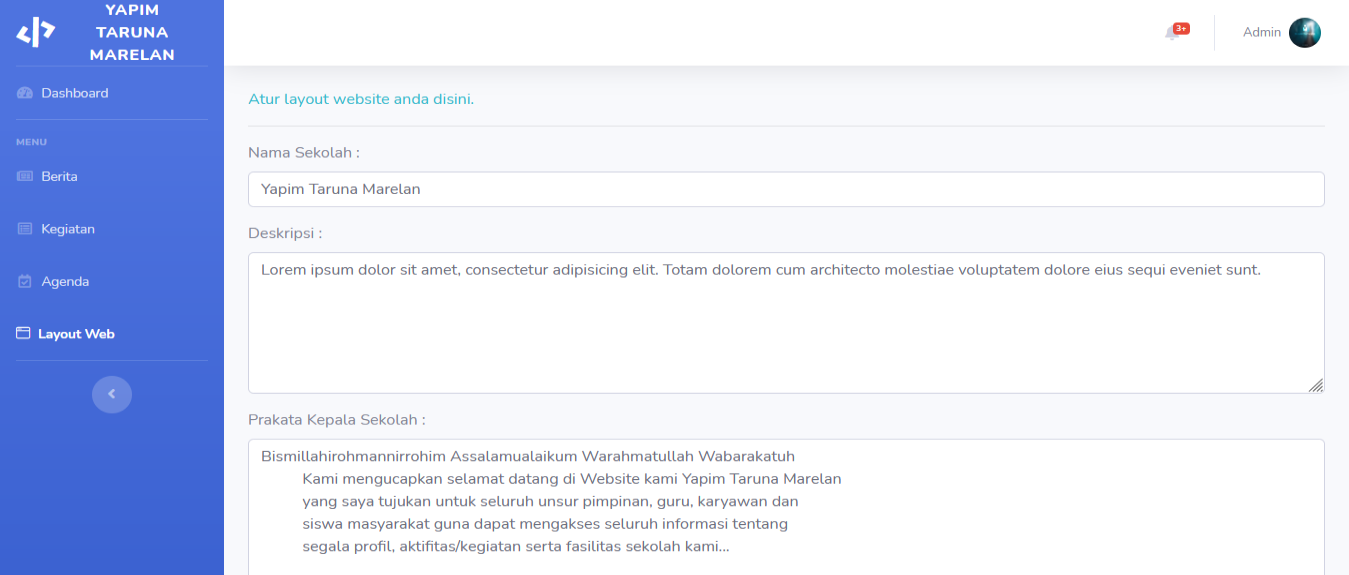 YAPIM
TARUNA
MARELAN
Dashboard
MENU
Berita
Kegiatan
Agenda
Layout Web
3+
Admin
Atur layout website anda disini.
Nama Sekolah :
Yapim Taruna Marelan
Deskripsi :
Lorem ipsum dolor sit amet, consectetur adipisicing elit. Totam dolorem cum architecto molestiae voluptatem dolore eius sequi eveniet sunt.
Prakata Kepala Sekolah :
Bismillahirohmannirrohim Assalamualaikum Warahmatullah Wabarakatuh
Kami mengucapkan selamat datang di Website kami Yapim Taruna Marelan
yang saya tujukan untuk seluruh unsur pimpinan, guru, karyawan dan
siswa masyarakat guna dapat mengakses seluruh informasi tentang
segala profil, aktifitas/kegiatan serta fasilitas sekolah kami...